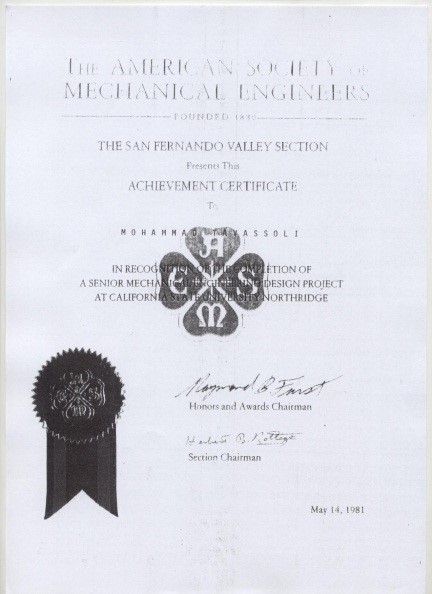 THE AMERICAN SOCIETY OF
MECHANICAL ENGINEERS
FOUNDED 1880
THE SAN FERNANDO VALLEY SECTION
Presents This
ACHIEVEMENT CERTIFICATE
To
MOHAMMAD TAVASSOLI
IN RECOGNITION OF THE COMPLETION OF
A SENIOR MECHANICAL ENGINEERING DESIGN PROJECT
AT CALIFORNIA STATE UNIVERSITY NORTHRIDGE
A
S
E
M
Raymond B. Furst
Honors and Awards Chairman
Section Chairman
May 14, 1981